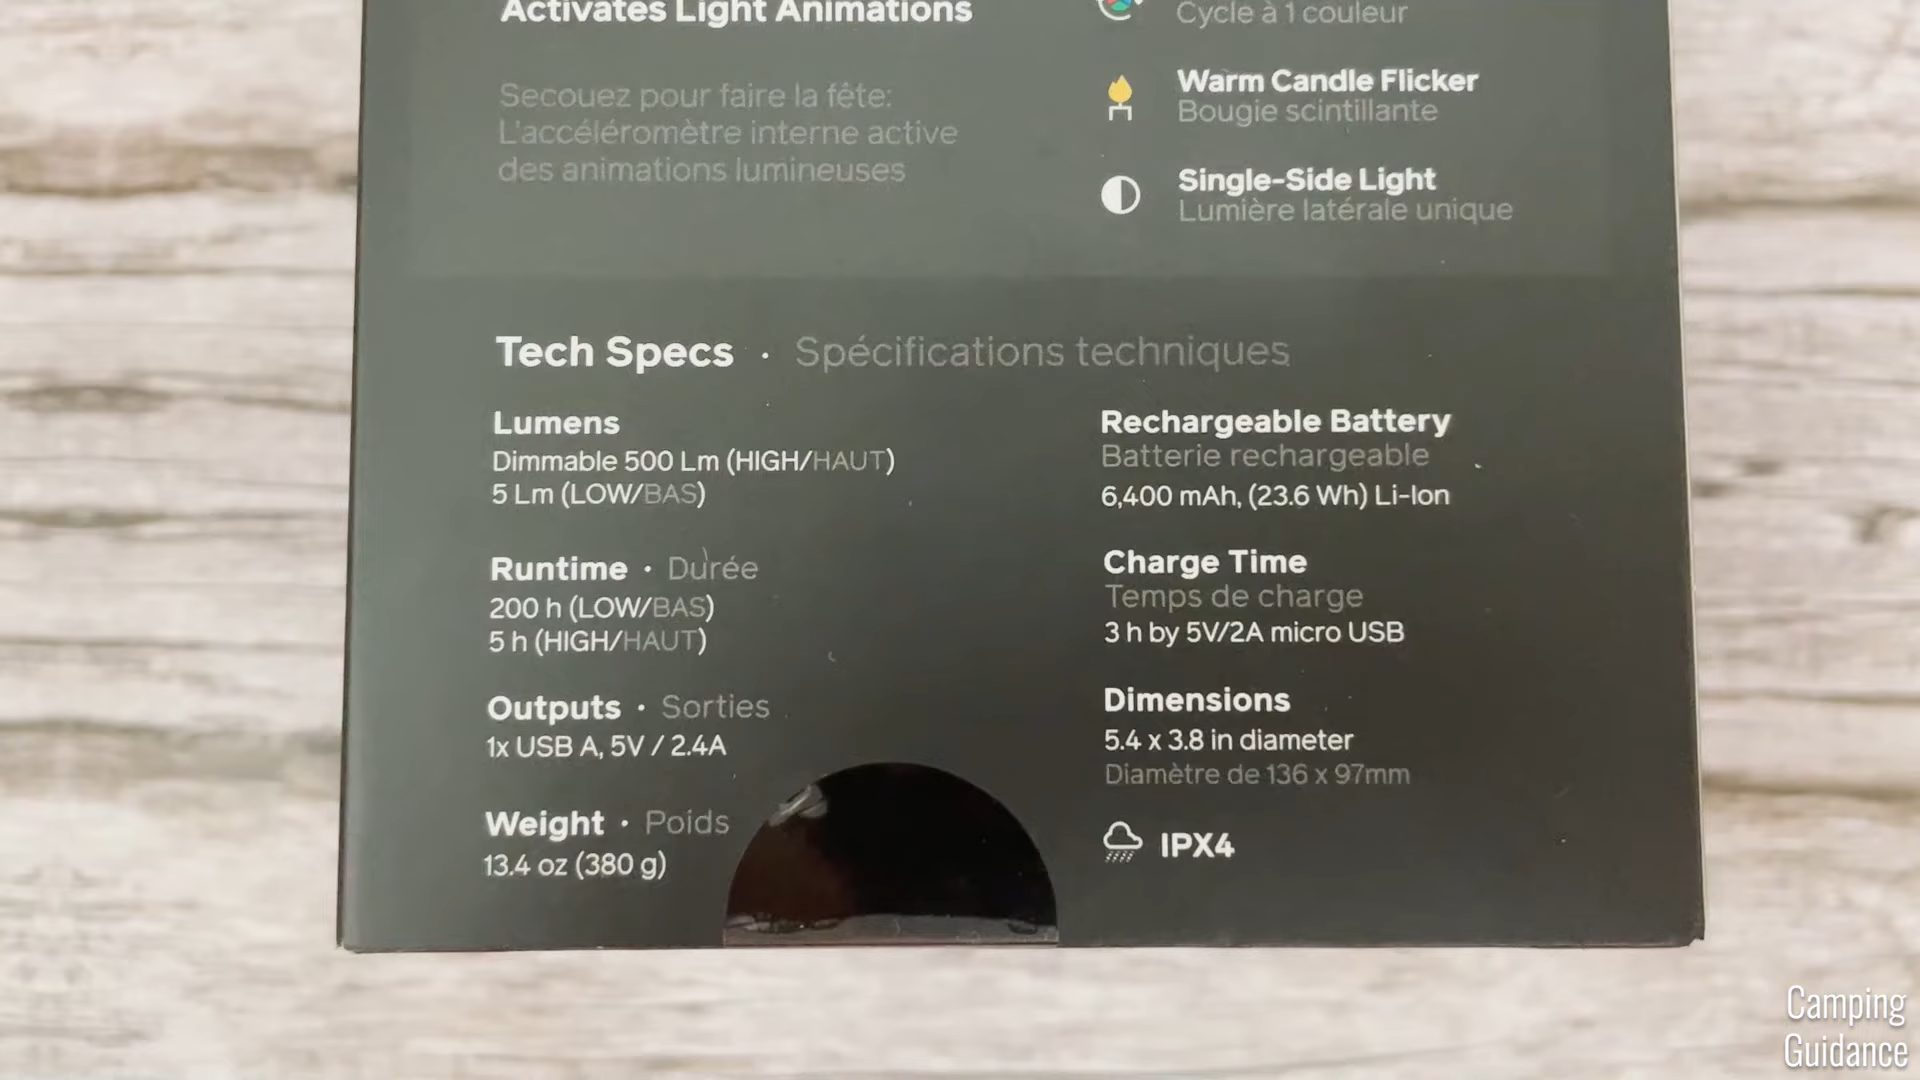 Activates Light Animations
Secouez pour faire la fête:
L'accéléromètre interne active
des animations lumineuses
Cycle à 1 couleur
Warm Candle Flicker
Bougie scintillante
Single-Side Light
Lumière latérale unique
Tech Specs · Spécifications techniques
Lumens
Dimmable 500 Lm (HIGH/HAUT)
5 Lm (LOW/BAS)
Runtime · Durée
200 h (LOW/BAS)
5 h (HIGH/HAUT)
Outputs · Sorties
1x USB A, 5V / 2.4A
Weight · Poids
13.4 oz (380 g)
Rechargeable Battery
Batterie rechargeable
6,400 mAh, (23.6 Wh) Li-Ion
Charge Time
Temps de charge
3 h by 5V/2A micro USB
Dimensions
5.4 x 3.8 in diameter
Diamètre de 136 x 97mm
IPX4
Camping
Guidance